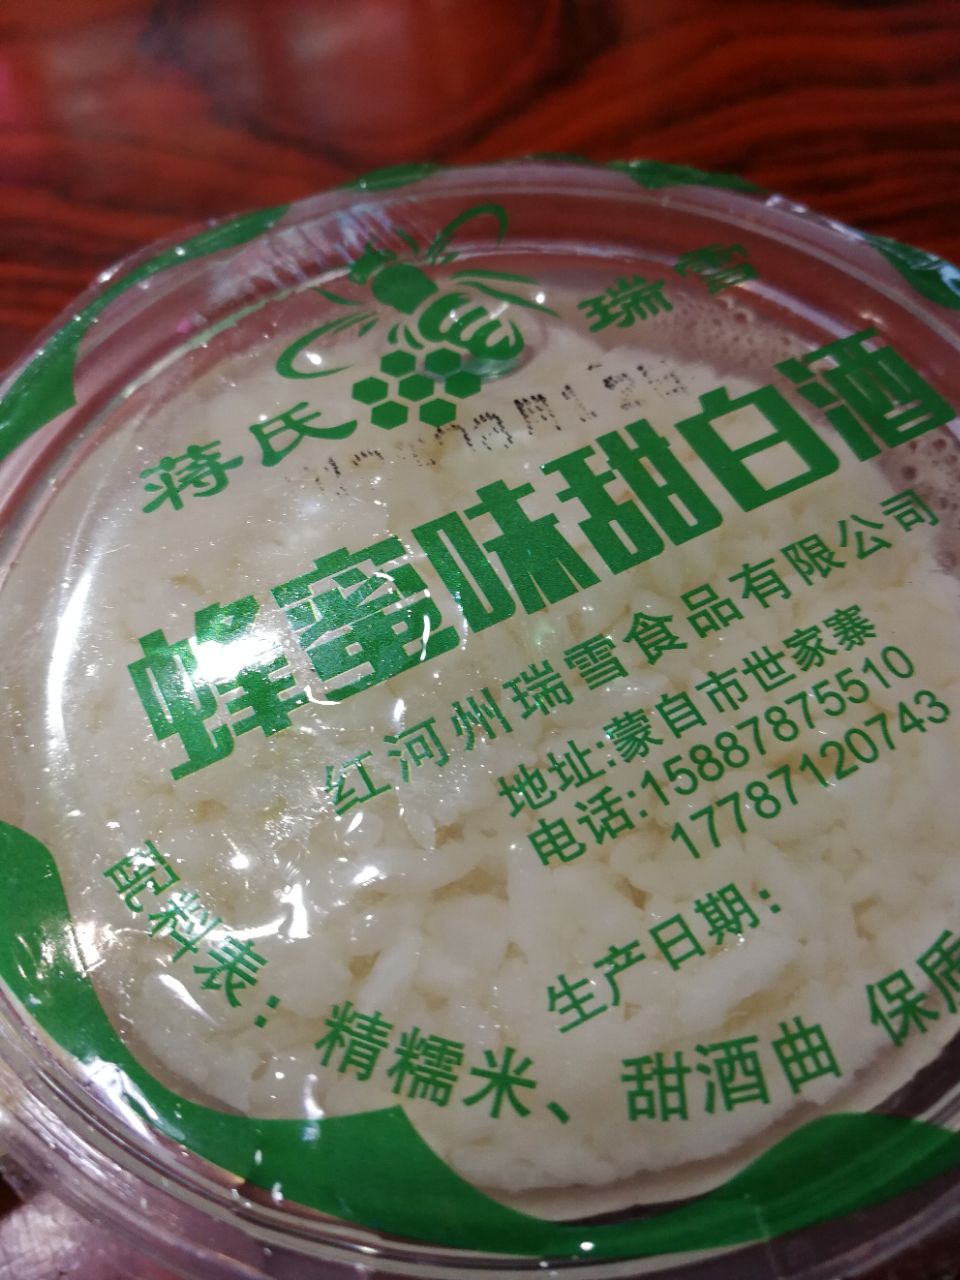 蒋氏 瑞雪
蜂蜜味甜白酒
红河州瑞雪食品有限公司
地址:蒙自市世家寨
电话:15887875510
17787120743
生产日期:
配料表:精糯米、甜酒曲 保质